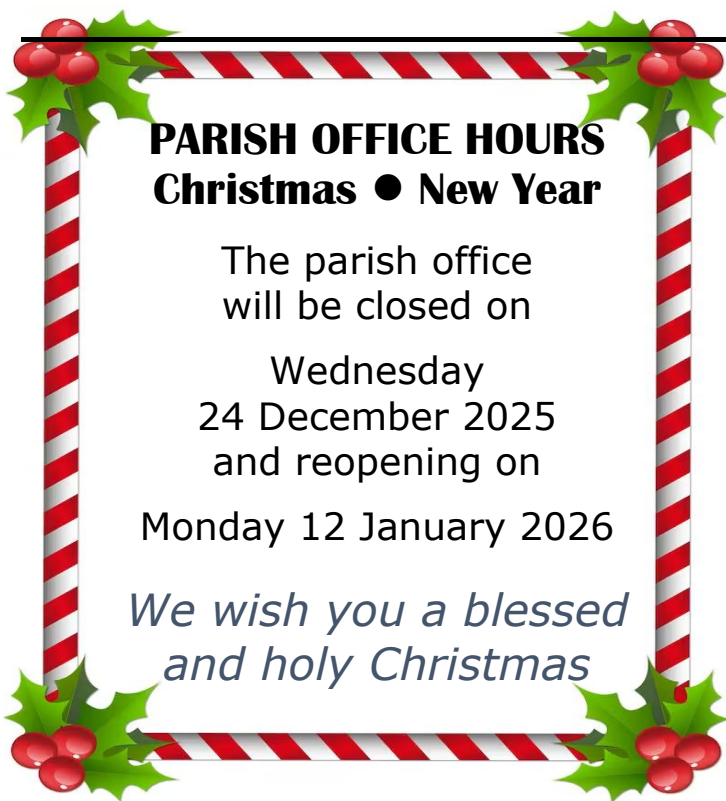 PARISH OFFICE HOURS
Christmas ● New Year
The parish office
will be closed on
Wednesday
24 December 2025
and reopening on
Monday 12 January 2026
We wish you a blessed
and holy Christmas